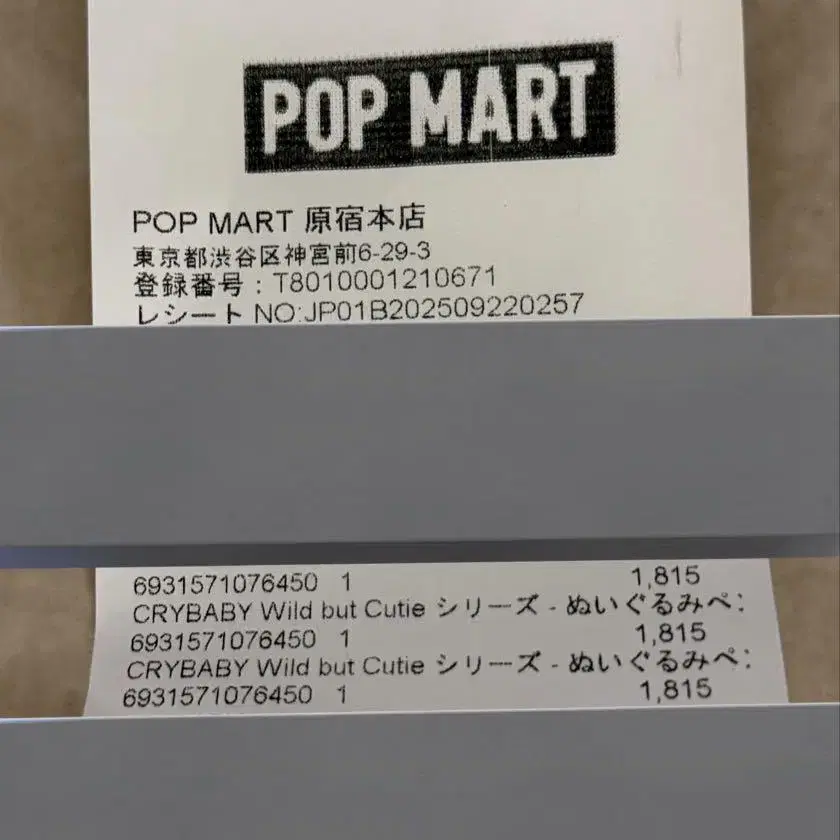 POP MART
POP MART 原宿本店
東京都渋谷区神宮前6-29-3
登録番号：T8010001210671
レシート NO:JP01B202509220257
6931571076450 1 1,815
CRYBABY Wild but Cutie シリーズ - ぬいぐるみペ
6931571076450 1 1,815
CRYBABY Wild but Cutie シリーズ - ぬいぐるみペ
6931571076450 1 1,815